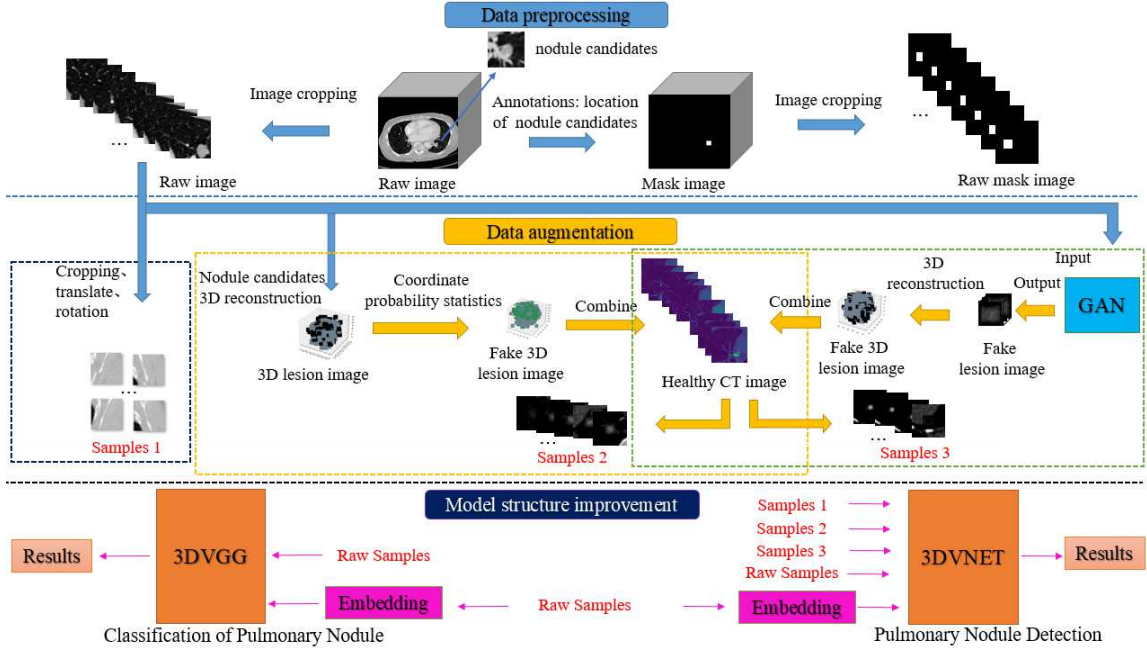 Data preprocessing
nodule candidates
Image cropping
Annotations: location
of nodule candidates
Image cropping
...
...
Raw image
Raw image
Mask image
Raw mask image
Data augmentation
Cropping、
translate、
rotation
Nodule candidates
3D reconstruction
Coordinate
probability statistics
Combine
Combine
3D
reconstruction
Input
Output
GAN
3D lesion image
Fake 3D
lesion image
Healthy CT image
Fake 3D
lesion image
Fake
lesion image
...
Samples 1
...
Samples 2
...
Samples 3
Model structure improvement
Results
3DVGG
Raw Samples
Embedding
Raw Samples
Classification of Pulmonary Nodule
Samples 1
Samples 2
Samples 3
Raw Samples
Embedding
3DVNET
Results
Pulmonary Nodule Detection